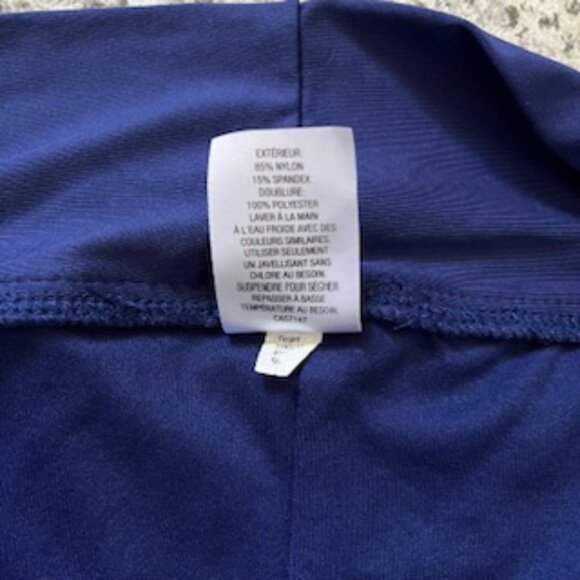 EXTÉRIEUR:
85% NYLON
15% SPANDEX
DOUBLURE:
100% POLYESTER
LAVER À LA MAIN
À L'EAU FROIDE AVEC DES
COULEURS SIMILAIRES.
UTILISER SEULEMENT
UN JAVELLISANT SANS
CHLORE AU BESOIN.
SUSPENDRE POUR SÉCHER.
REPASSER À BASSE
TEMPÉRATURE AU BESOIN.
Target